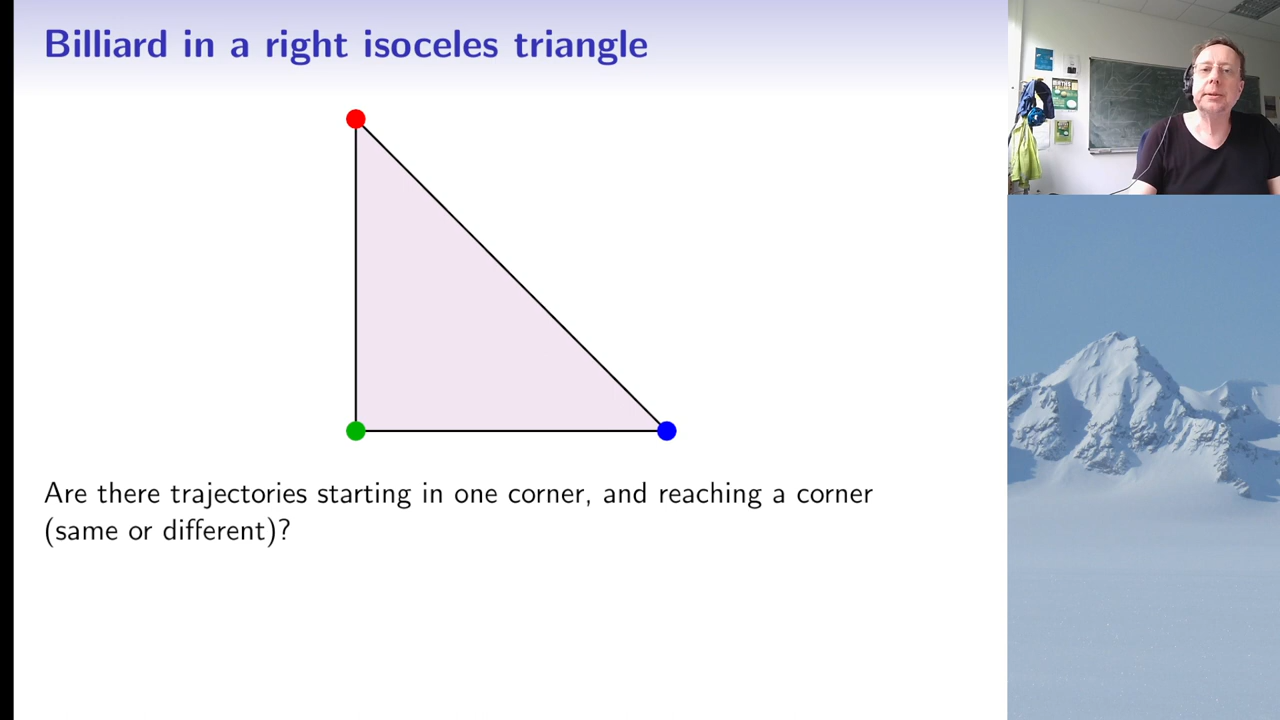 Billiard in a right isoceles triangle
Are there trajectories starting in one corner, and reaching a corner
(same or different)?